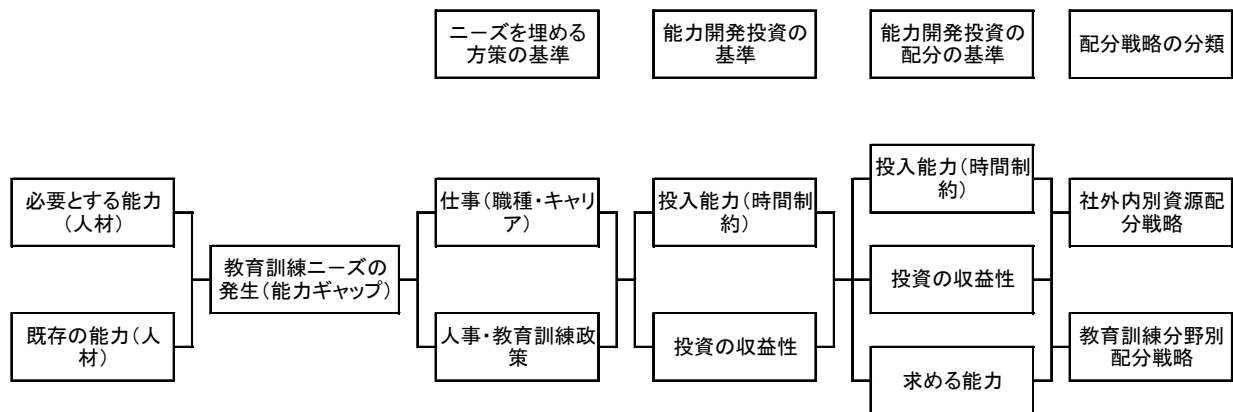 ニーズを埋める
方策の基準
能力開発投資の
基準
能力開発投資の
配分の基準
配分戦略の分類
必要とする能力
(人材)
既存の能力(人
材)
教育訓練ニーズの
発生(能力ギャップ)
仕事(職種・キャリ
ア)
人事・教育訓練政
策
投入能力(時間制
約)
投資の収益性
投入能力(時間制
約)
投資の収益性
求める能力
社外内別資源配
分戦略
教育訓練分野別
配分戦略